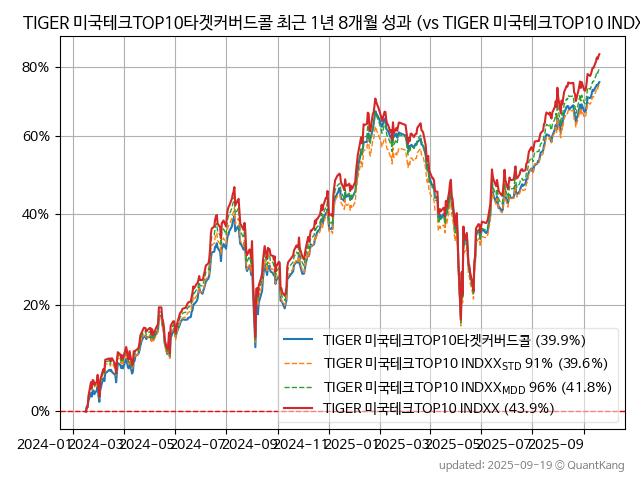 TIGER 미국테크TOP10타겟커버드콜 최근 1년 8개월 성과 (vs TIGER 미국테크TOP10 INDX
80%
60%
40%
20%
0%
TIGER 미국테크TOP10타겟커버드콜 (39.9%)
TIGER 미국테크TOP10 INDXX STD 91% (39.6%)
TIGER 미국테크TOP10 INDXX MDD 96% (41.8%)
TIGER 미국테크TOP10 INDXX (43.9%)
2024-01 2024-03 2024-05 2024-07 2024-09 2024-11 2025-01 2025-03 2025-05 2025-07 2025-09
updated: 2025-09-19 © QuantKang